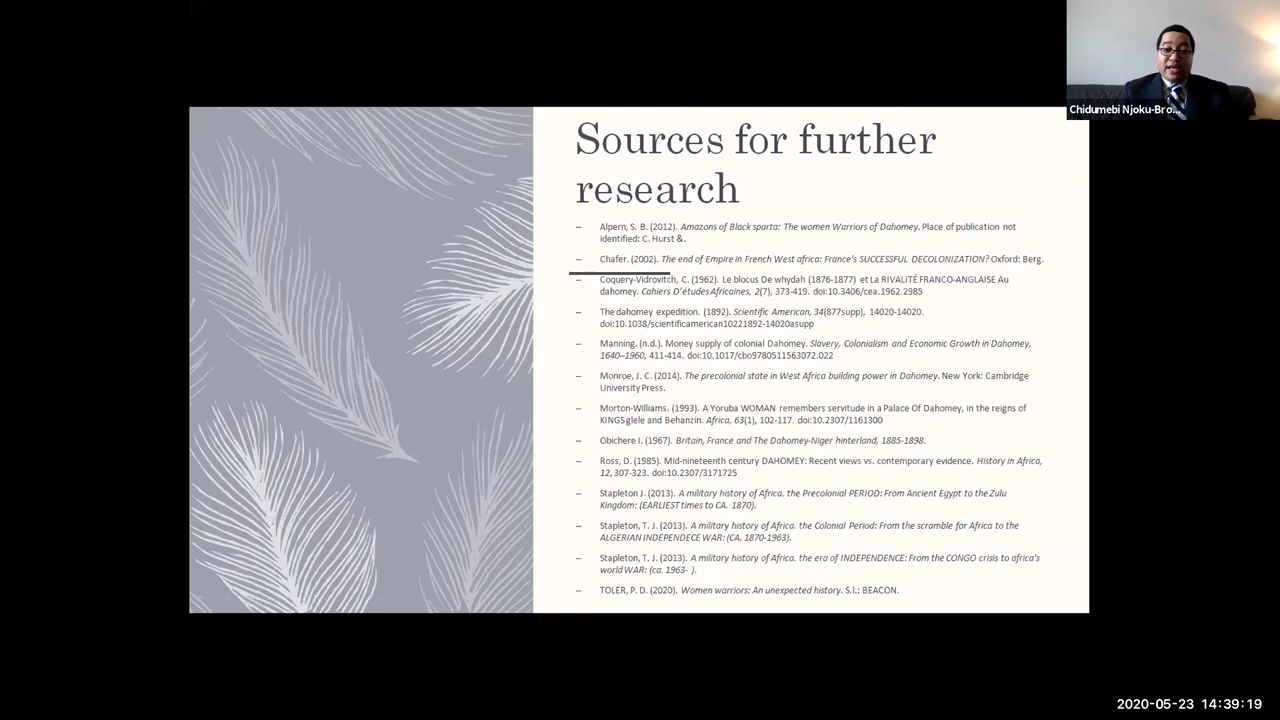 Chidumebi Njoku-Bro...
Sources for further
research
– Alpern, S. B. (2012). Amazons of Black sparta: The women Warriors of Dahomey. Place of publication not
identified: C. Hurst &.
– Chafer. (2002). The end of Empire in French West africa: France's SUCCESSFUL DECOLONIZATION? Oxford: Berg.
– Coquery-Vidrovitch, C. (1962). Le blocus De whydah (1876-1877) et La RIVALITÉ FRANCO-ANGLAISE Au
dahomey. Cahiers D'études Africaines, 2(7), 373-419. doi:10.3406/cea.1962.2985
– The dahomey expedition. (1892). Scientific American, 34(877supp), 14020-14020.
doi:10.1038/scientificamerican10221892-14020asupp
– Manning. (n.d.). Money supply of colonial Dahomey. Slavery, Colonialism and Economic Growth in Dahomey,
1640–1960, 411-414. doi:10.1017/cbo9780511563072.022
– Monroe, J. C. (2014). The precolonial state in West Africa building power in Dahomey. New York: Cambridge
University Press.
– Morton-Williams. (1993). A Yoruba WOMAN remembers servitude in a Palace Of Dahomey, in the reigns of
KINGS glele and Behanzin. Africa, 63(1), 102-117. doi:10.2307/1161300
– Obichere I. (1967). Britain, France and The Dahomey-Niger hinterland, 1885-1898.
– Ross, D. (1985). Mid-nineteenth century DAHOMEY: Recent views vs. contemporary evidence. History in Africa,
12, 307-323. doi:10.2307/3171725
– Stapleton J. (2013). A military history of Africa. the Precolonial PERIOD: From Ancient Egypt to the Zulu
Kingdom: (EARLIEST times to CA. 1870).
– Stapleton, T. J. (2013). A military history of Africa. the Colonial Period: From the scramble for Africa to the
ALGERIAN INDEPENDECE WAR: (CA. 1870-1963).
– Stapleton, T. J. (2013). A military history of Africa. the era of INDEPENDENCE: From the CONGO crisis to africa's
world WAR: (ca. 1963- ).
– TOLER, P. D. (2020). Women warriors: An unexpected history. S.l.: BEACON.
2020-05-23 14:39:19